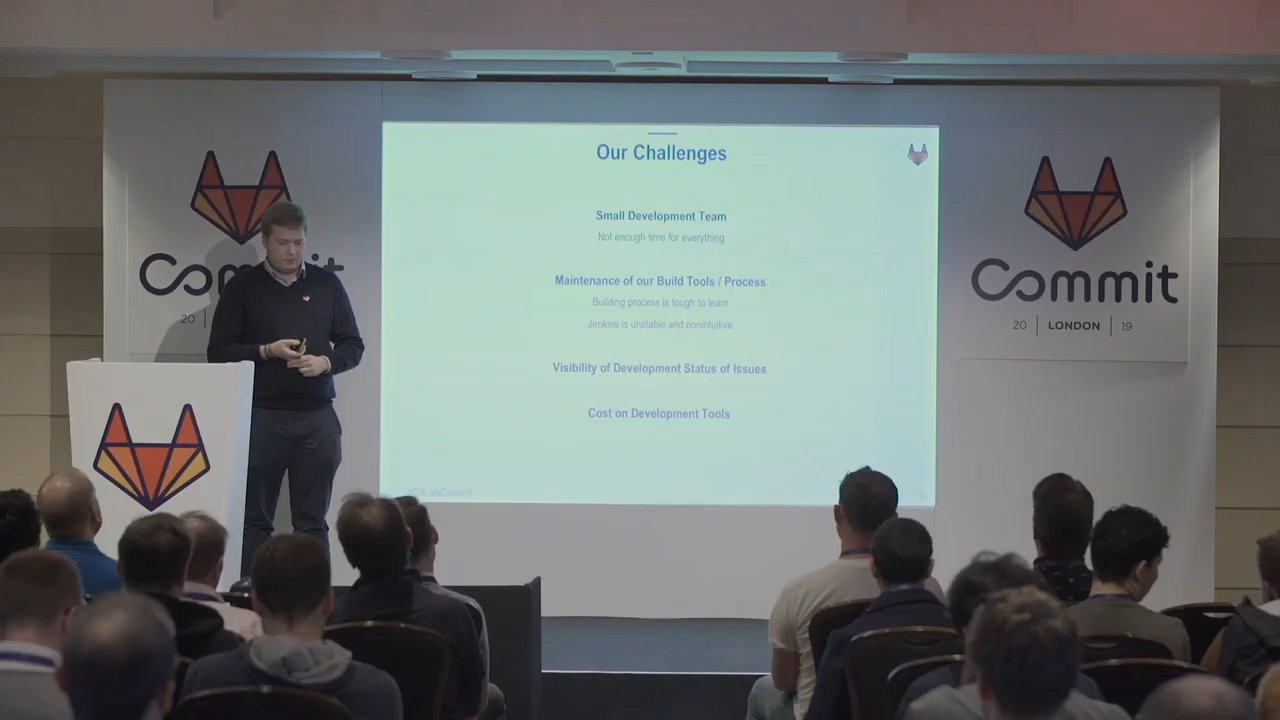 Our Challenges
Small Development Team
Not enough time for everything
Maintenance of our Build Tools / Process
Building process is tough to learn
Jenkins is unstable and nonintuitive
Visibility of Development Status of Issues
Cost on Development Tools
#GitLabCommit
Commit
20
Commit
20 | LONDON | 19